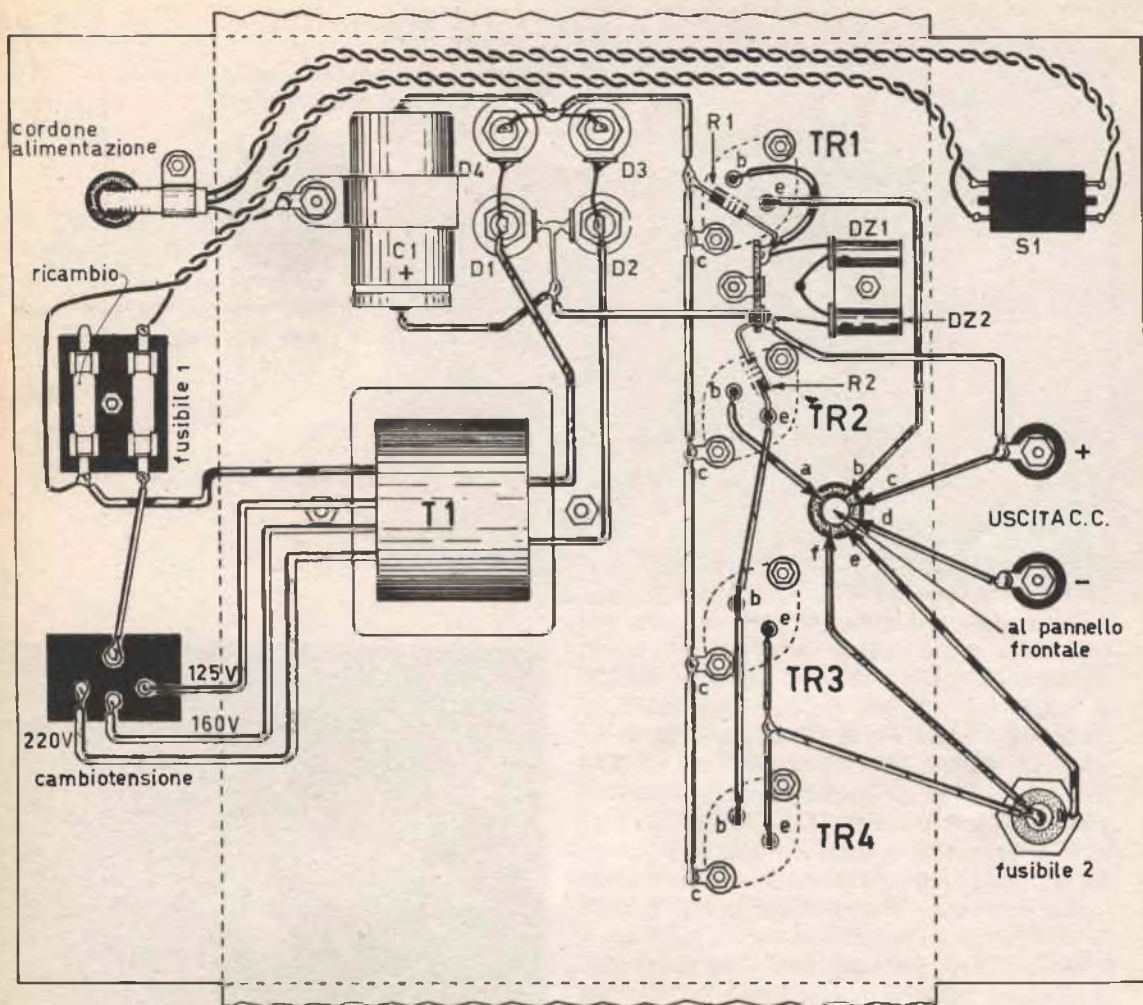 cordone
alimentazione
ricambio
fusibile 1
C1
+
D4
D3
D1
D2
R1
b
TR1
e
c
DZ1
DZ2
S1
b
R2
TR2
e
c
a
b
c
d
e
f
+
USCITA C.C.
-
al pannello
frontale
T1
125V
160V
220V
cambiotensione
b
e
TR3
c
b
e
TR4
c
fusibile 2